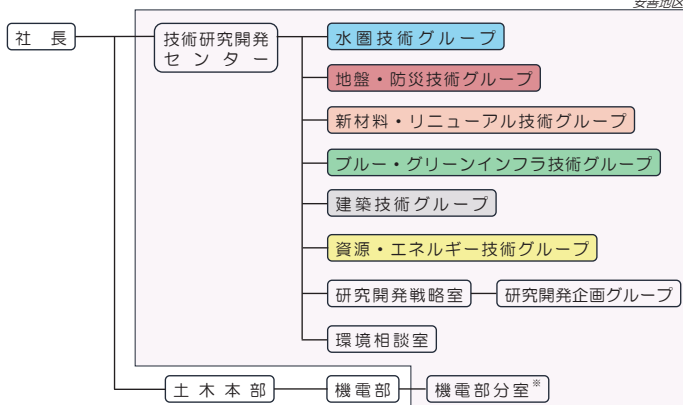 安善地区
社長
技術研究開発
センター
水圏技術グループ
地盤・防災技術グループ
新材料・リニューアル技術グループ
ブルー・グリーンインフラ技術グループ
建築技術グループ
資源・エネルギー技術グループ
研究開発戦略室
研究開発企画グループ
環境相談室
土木本部
機電部
機電部分室※